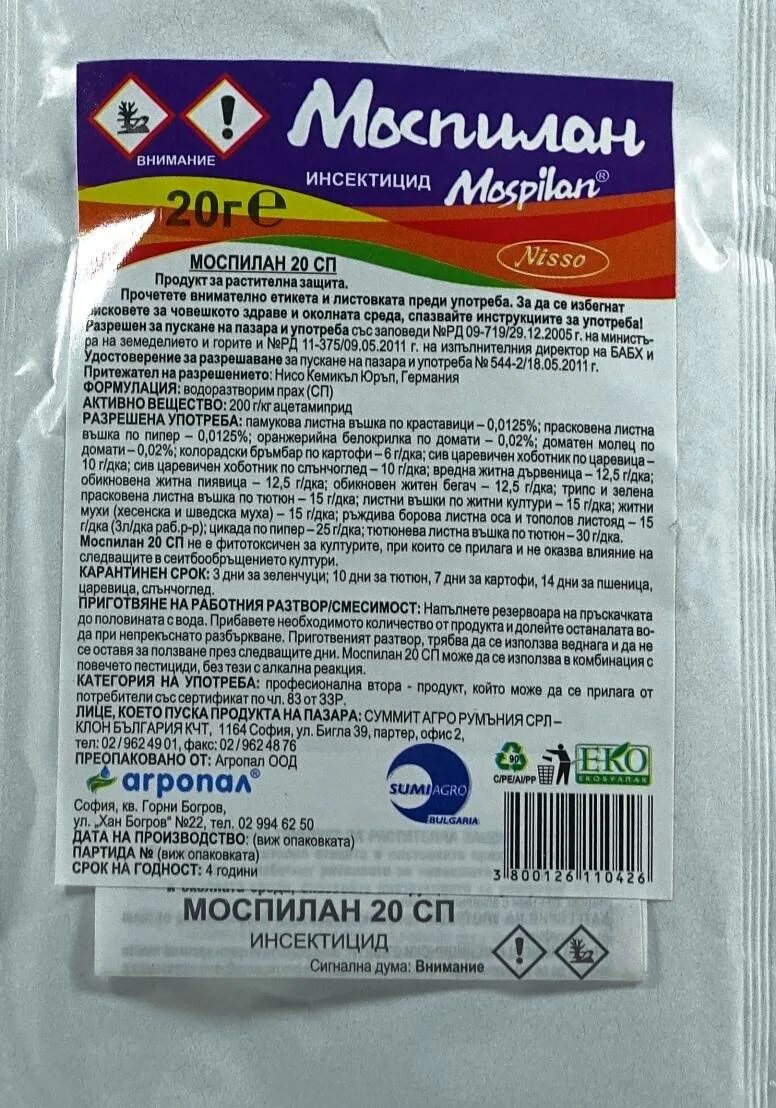 Моспилан
ВНИМАНИЕ
ИНСЕКТИЦИД Mospilan®
20г е
Nisso
МОСПИЛАН 20 СП
Продукт за растителна защита.
Прочетете внимателно етикета и листовката преди употреба. За да се избегнат
рисковете за човешкото здраве и околната среда, спазвайте инструкциите за употреба!
Разрешен за пускане на пазара и употреба със заповеди №РД 09-719/29.12.2005 г. на министъ-
ра на земеделието и горите и №РД 11-375/09.05.2011 г. на изпълнителния директор на БАБХ и
Удостоверение за разрешаване за пускане на пазара и употреба № 544-2/18.05.2011 г.
Притежател на разрешението: Нисо Кемикъл Юръп, Германия
ФОРМУЛАЦИЯ: водоразтворим прах (СП)
АКТИВНО ВЕЩЕСТВО: 200 г/кг ацетамиприд
РАЗРЕШЕНА УПОТРЕБА: памукова листна въшка по краставици – 0,0125%; прасковена листна
въшка по пипер – 0,0125%; оранжерийна белокрилка по домати – 0,02%; доматен молец по
домати – 0,02%; колорадски бръмбар по картофи – 6 г/дка; сив царевичен хоботник по царевица –
10 г/дка; сив царевичен хоботник по слънчоглед – 10 г/дка; вредна житна дървеница – 12,5 г/дка;
обикновена житна пиявица – 12,5 г/дка; обикновен житен бегач – 12,5 г/дка; трипс и зелена
прасковена листна въшка по тютюн – 15 г/дка; листни въшки по житни култури – 15 г/дка; житни
мухи (хесенска и шведска муха) – 15 г/дка; ръждива борова листна оса и тополов листояд – 15
г/дка (3л/дка раб.р-р); цикада по пипер – 25 г/дка; тютюнева листна въшка по тютюн – 30 г/дка.
Моспилан 20 СП не е фитотоксичен за културите, при които се прилага и не оказва влияние на
следващите в сеитбообръщението култури.
КАРАНТИНЕН СРОК: 3 дни за зеленчуци; 10 дни за тютюн, 7 дни за картофи, 14 дни за пшеница,
царевица, слънчоглед.
ПРИГОТВЯНЕ НА РАБОТНИЯ РАЗТВОР/СМЕСИМОСТ: Напълнете резервоара на пръскачката
до половината с вода. Прибавете необходимото количество от продукта и долейте останалата во-
да при непрекъснато разбъркване. Приготвеният разтвор, трябва да се използва веднага и да не
се оставя за ползване през следващите дни. Моспилан 20 СП може да се използва в комбинация с
повечето пестициди, без тези с алкална реакция.
КАТЕГОРИЯ НА УПОТРЕБА: професионална втора - продукт, който може да се прилага от
потребители със сертификат по чл. 83 от ЗЗР.
ЛИЦЕ, КОЕТО ПУСКА ПРОДУКТА НА ПАЗАРА: СУММИТ АГРО РУМЪНИЯ СРЛ –
КЛОН БЪЛГАРИЯ КЧТ, 1164 София, ул. Бигла 39, партер, офис 2,
тел: 02/ 962 49 01, факс: 02/ 962 48 76
ПРЕОПАКОВАНО ОТ: Агропал ООД
агропал®
София, кв. Горни Богров,
ул. „Хан Богров“ №22, тел. 02 994 62 50
ДАТА НА ПРОИЗВОДСТВО: (виж опаковката)
ПАРТИДА № (виж опаковката)
СРОК НА ГОДНОСТ: 4 години
SUMI AGRO
BULGARIA
90
C/PE/Al/PP
ЕКО
ЕКОБУЛПАК
3 800126 110426
МОСПИЛАН 20 СП
ИНСЕКТИЦИД
Сигнална дума: Внимание